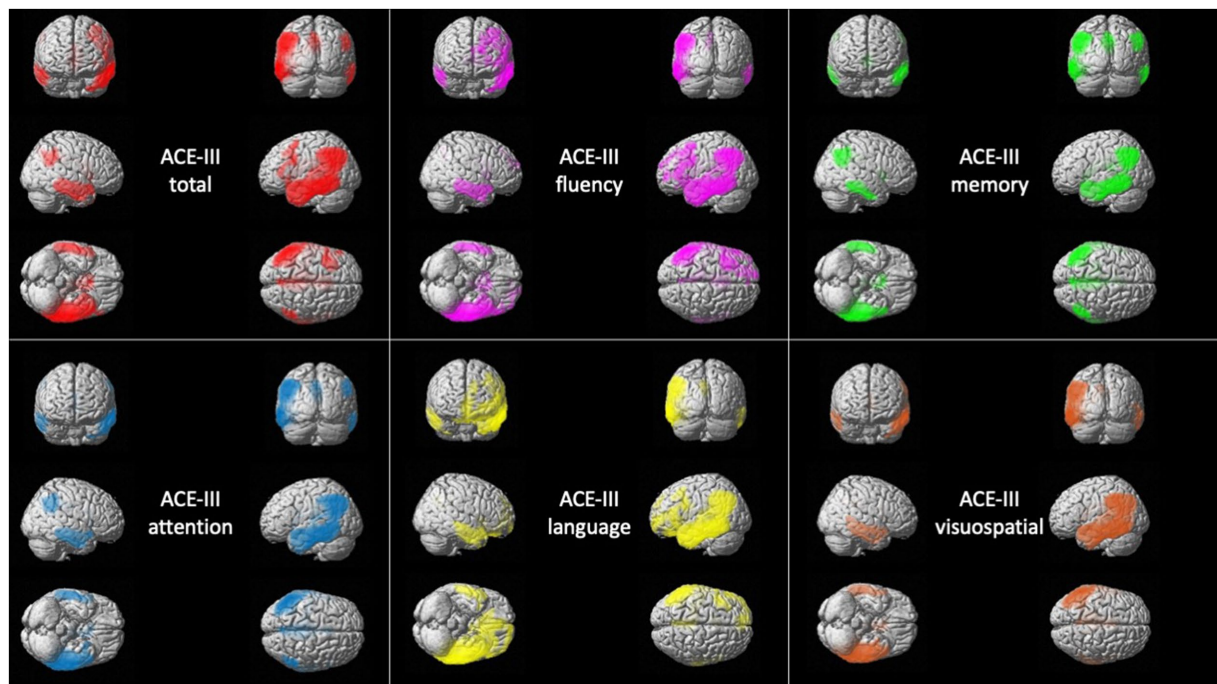 ACE-III
total
ACE-III
fluency
ACE-III
memory
ACE-III
attention
ACE-III
language
ACE-III
visuospatial